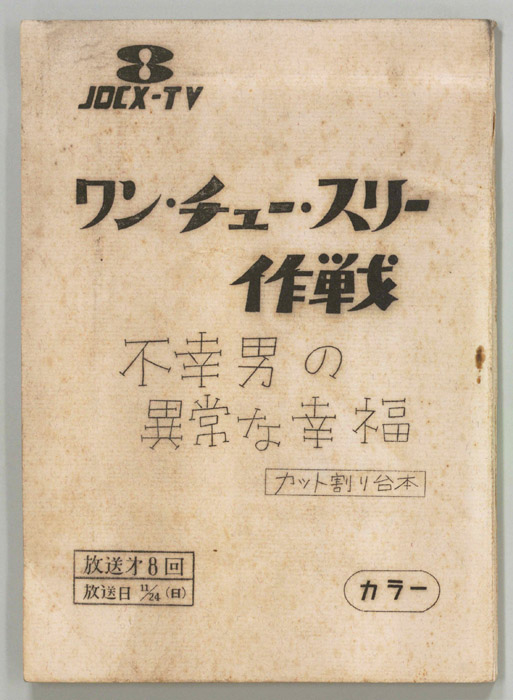 8
JOCX-TV
ワン・チュー・スリー
作戦
不幸男の
異常な幸福
カット割り台本
放送才8回
放送日 11/24(日)
カラー